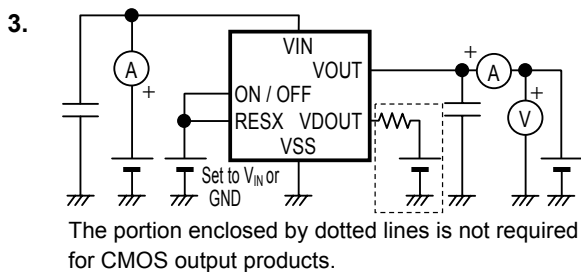 3.
VIN
VOUT
ON / OFF
RESX VDOUT
VSS
A
+
+
A
+
V
Set to VIN or
GND
The portion enclosed by dotted lines is not required
for CMOS output products.